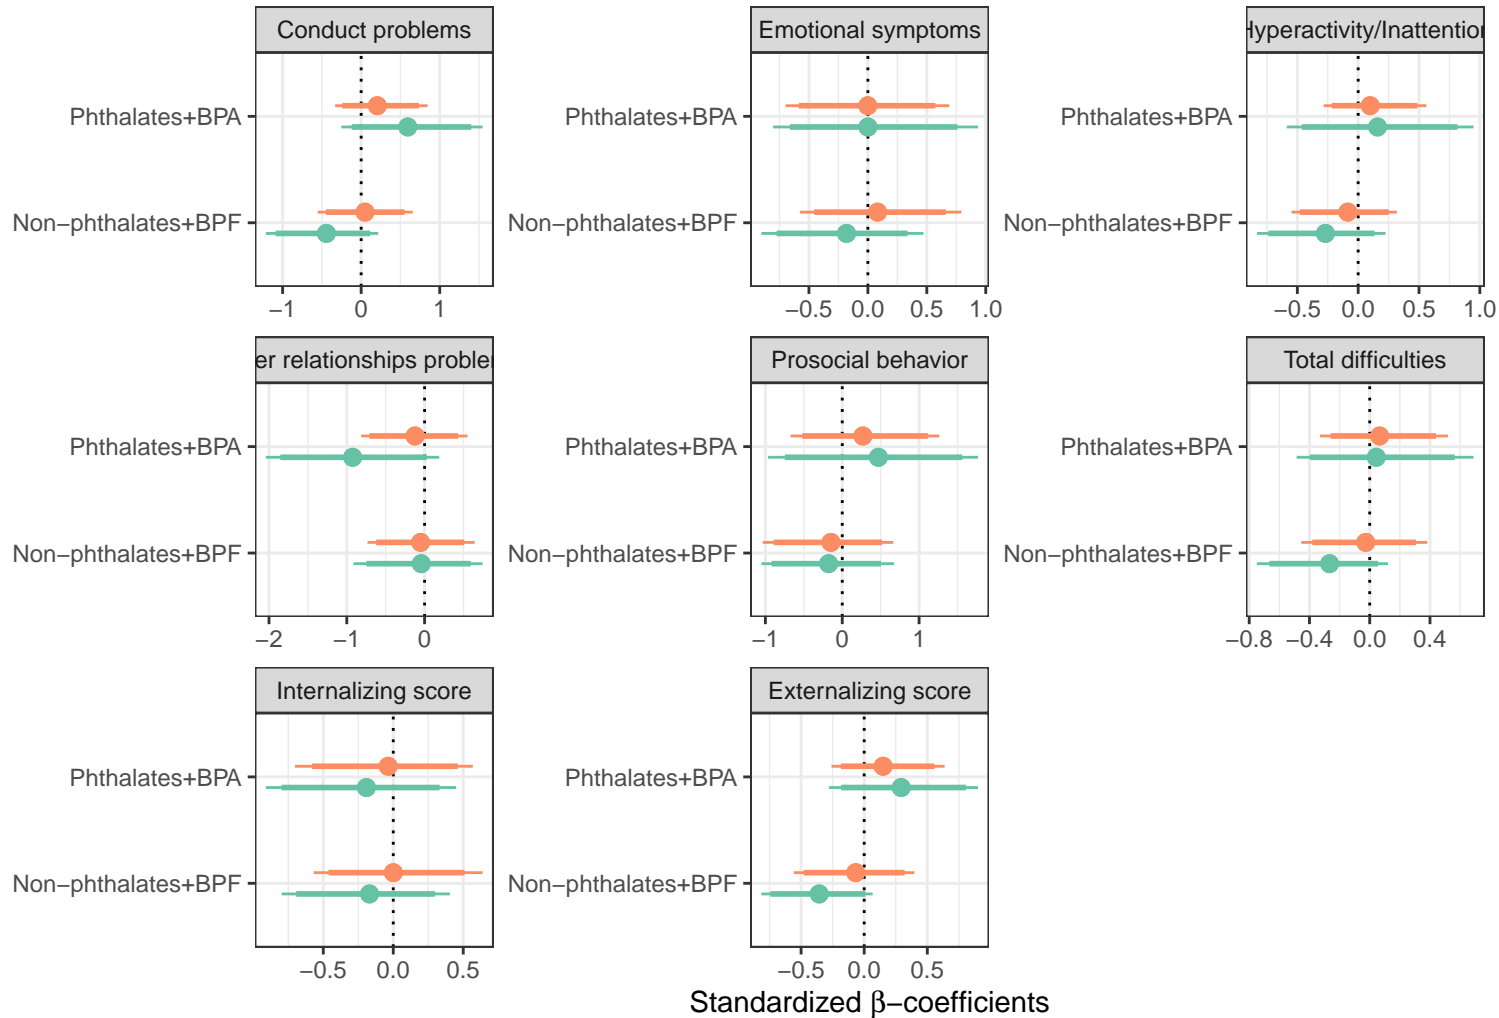 Conduct problems
Emotional symptoms
Hyperactivity/Inattention
Phthalates+BPA
Non−phthalates+BPF
−1 0 1
Phthalates+BPA
Non−phthalates+BPF
−0.5 0.0 0.5 1.0
Phthalates+BPA
Non−phthalates+BPF
−0.5 0.0 0.5 1.0
er relationships problem
Prosocial behavior
Total difficulties
Phthalates+BPA
Non−phthalates+BPF
−2 −1 0
Phthalates+BPA
Non−phthalates+BPF
−1 0 1
Phthalates+BPA
Non−phthalates+BPF
−0.8 −0.4 0.0 0.4
Internalizing score
Externalizing score
Phthalates+BPA
Non−phthalates+BPF
−0.5 0.0 0.5
Phthalates+BPA
Non−phthalates+BPF
−0.5 0.0 0.5
Standardized β−coefficients